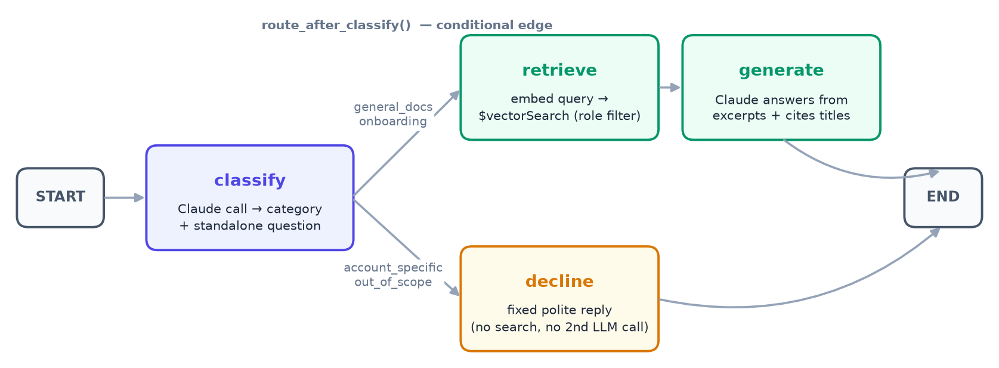 route_after_classify()  — conditional edge
retrieve
embed query →
$vectorSearch (role filter)
generate
Claude answers from
excerpts + cites titles
general_docs
onboarding
START
classify
Claude call → category
+ standalone question
END
account_specific
out_of_scope
decline
fixed polite reply
(no search, no 2nd LLM call)